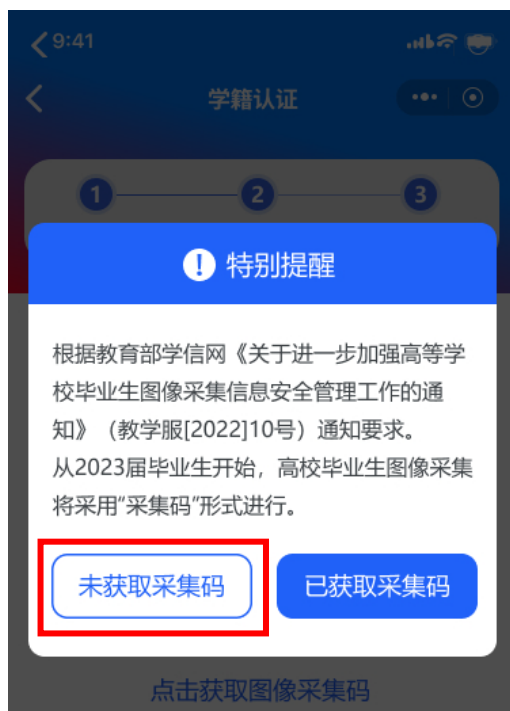 9:41
学籍认证
1 2 3
! 特别提醒
根据教育部学信网《关于进一步加强高等学
校毕业生图像采集信息安全管理工作的通
知》（教学服[2022]10号）通知要求。
从2023届毕业生开始，高校毕业生图像采集
将采用“采集码”形式进行。
未获取采集码 已获取采集码
点击获取图像采集码